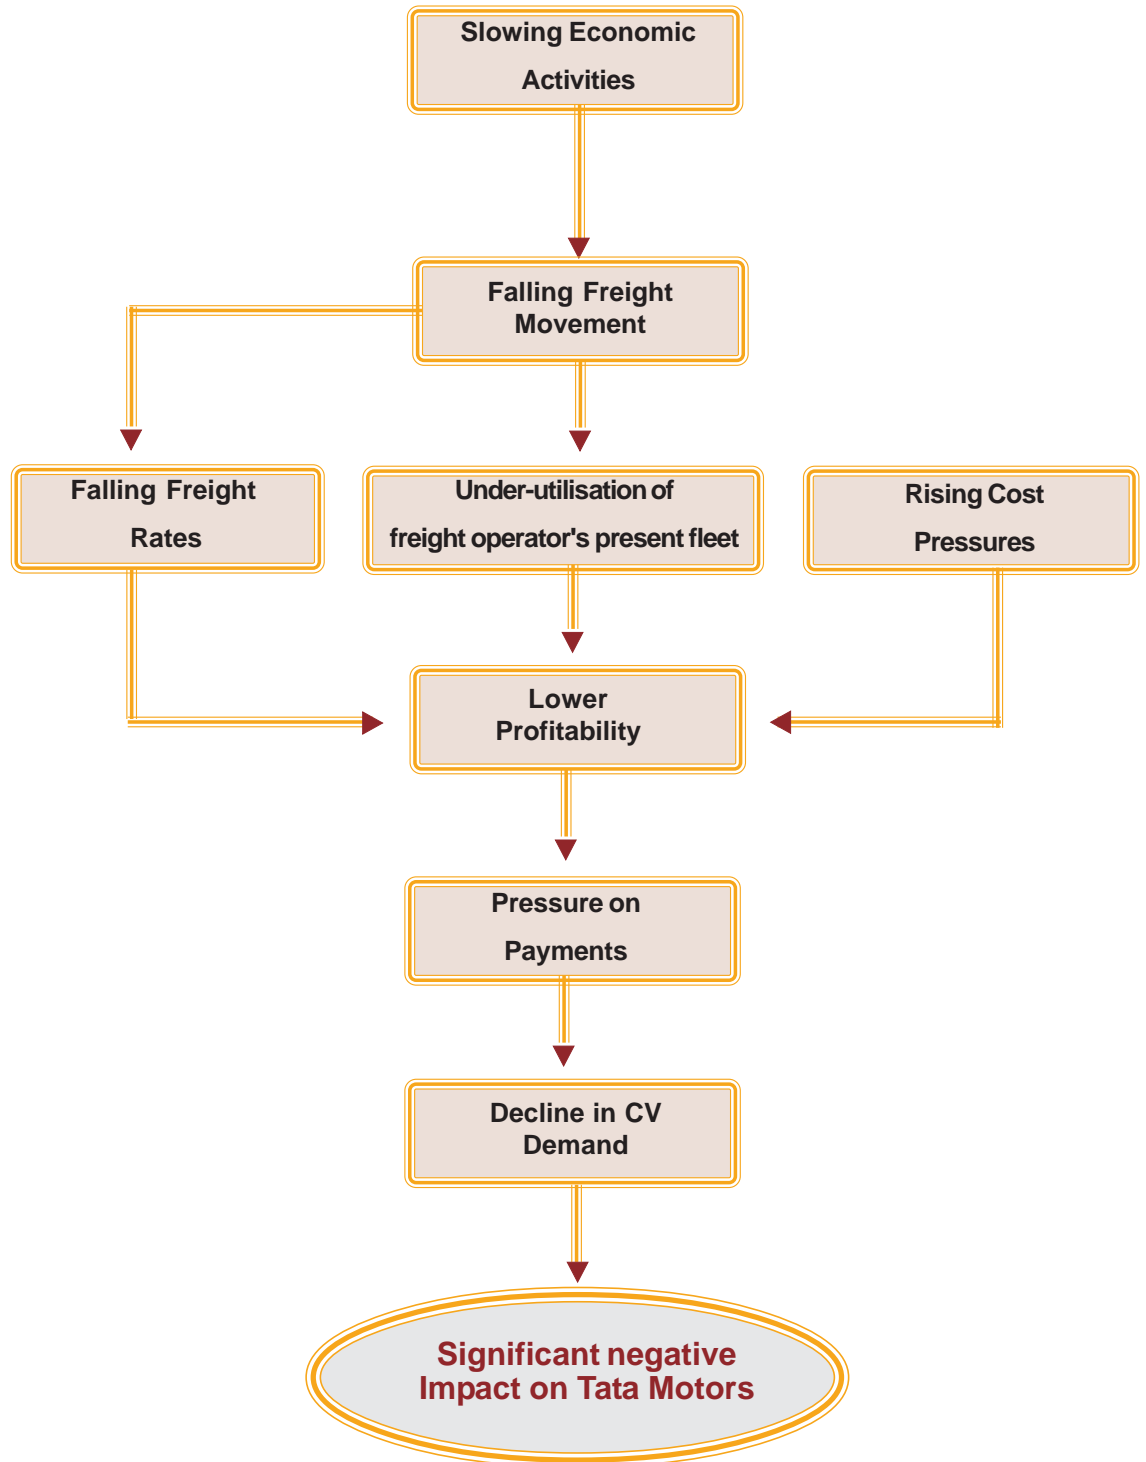 Slowing Economic
Activities
Falling Freight
Movement
Falling Freight
Rates
Under-utilisation of
freight operator's present fleet
Rising Cost
Pressures
Lower
Profitability
Pressure on
Payments
Decline in CV
Demand
Significant negative
Impact on Tata Motors